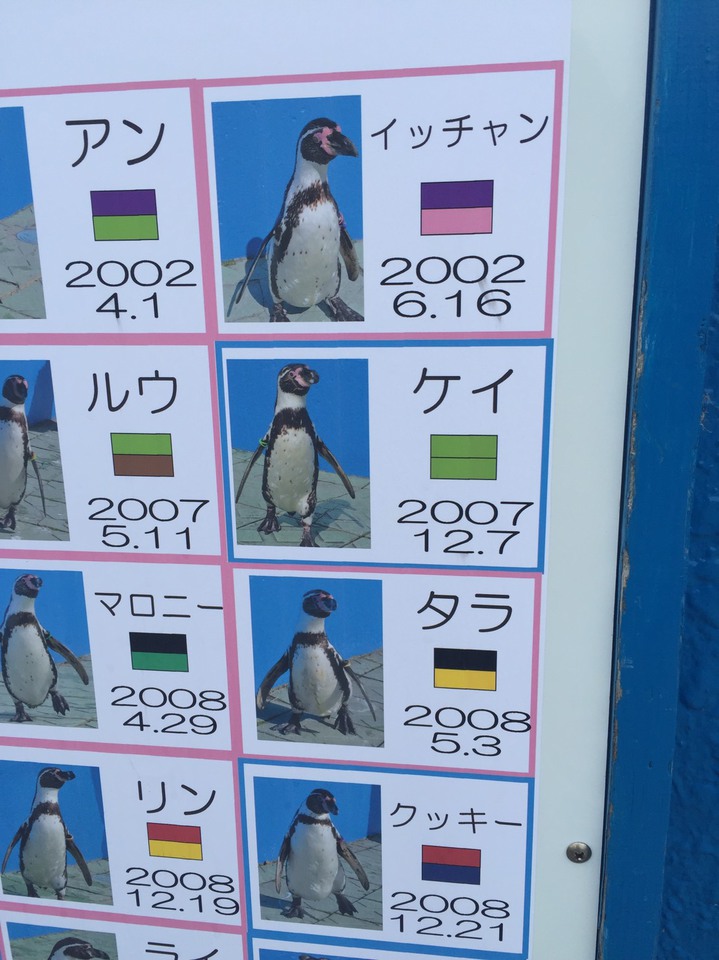 アン
2002
4.1
イッチャン
2002
6.16
ルウ
2007
5.11
ケイ
2007
12.7
マロニー
2008
4.29
タラ
2008
5.3
リン
2008
12.19
クッキー
2008
12.21